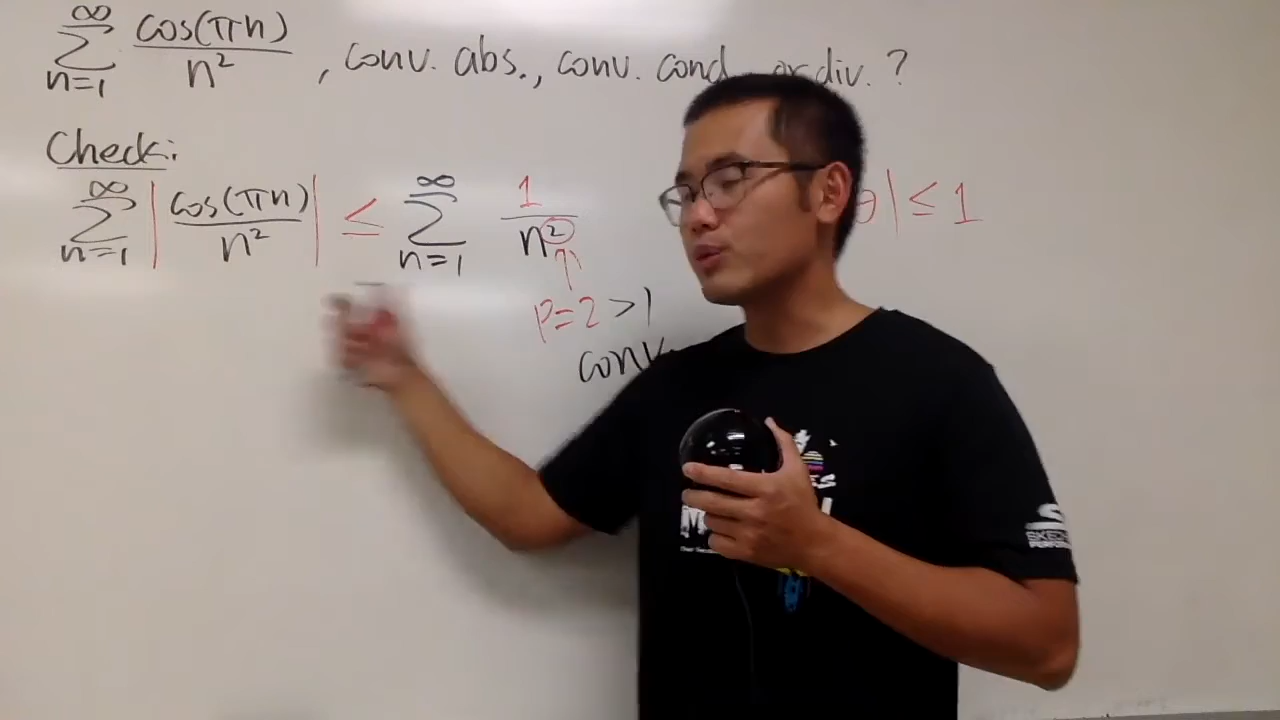 ∞
∑ cos(πn)/n² , conv. abs., conv. cond. or div. ?
n=1
Check:
∞ ∞
∑ |cos(πn)/n²| ≤ ∑ 1/n² θ| ≤ 1
n=1 n=1
p=2 >1
conv.
SKECHERS